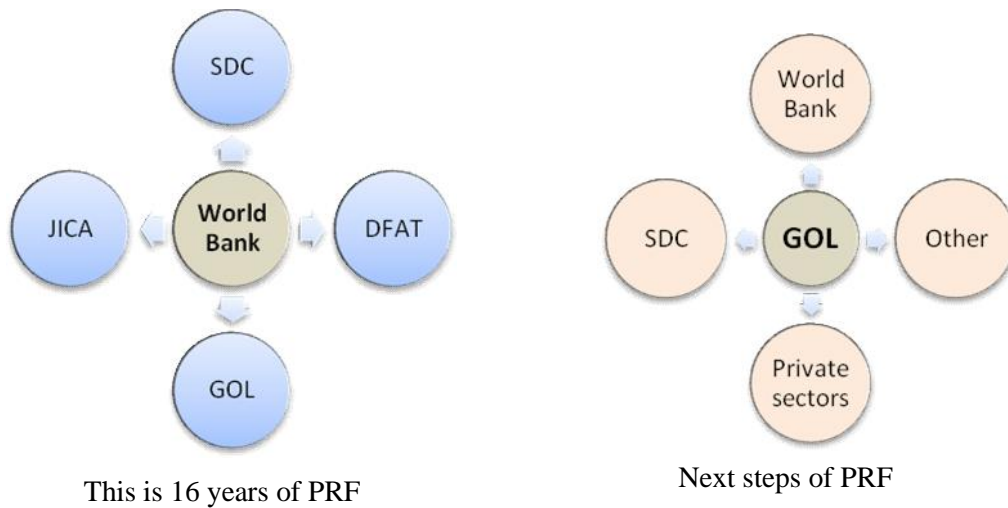 SDC
JICA
World
Bank
DFAT
GOL
This is 16 years of PRF
World
Bank
SDC
GOL
Other
Private
sectors
Next steps of PRF